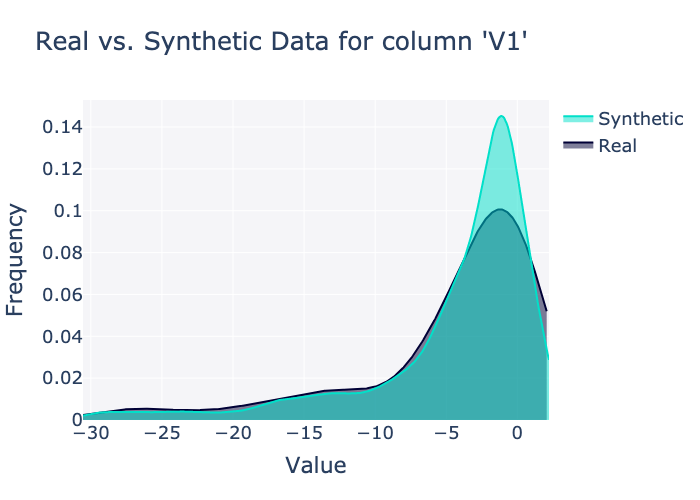 Real vs. Synthetic Data for column 'V1'
Synthetic
Real
Frequency
0.14
0.12
0.1
0.08
0.06
0.04
0.02
0
−30 −25 −20 −15 −10 −5 0
Value